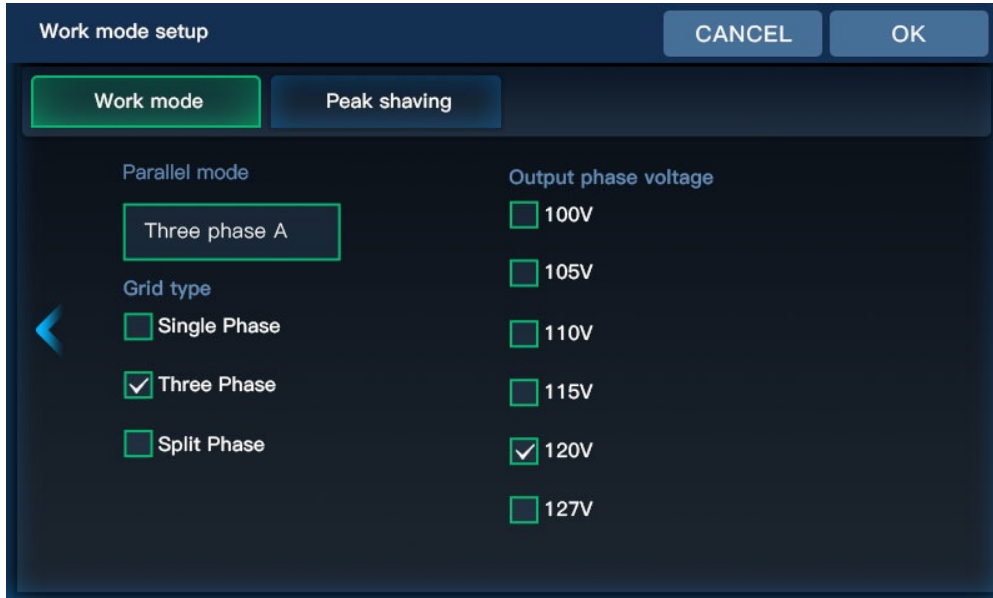 Work mode setup
CANCEL
OK
Work mode
Peak shaving
Parallel mode
Three phase A
Grid type
Single Phase
Three Phase
Split Phase
Output phase voltage
100V
105V
110V
115V
120V
127V